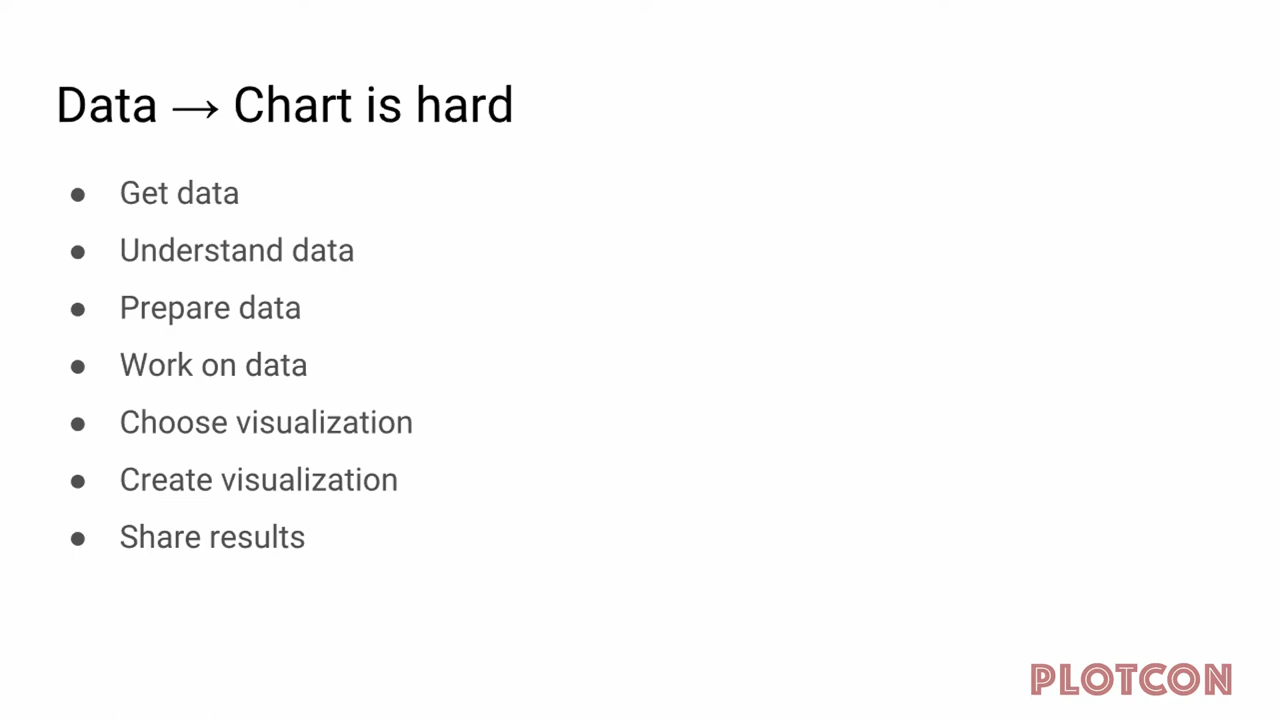 Data → Chart is hard
● Get data
● Understand data
● Prepare data
● Work on data
● Choose visualization
● Create visualization
● Share results
PLOTCON